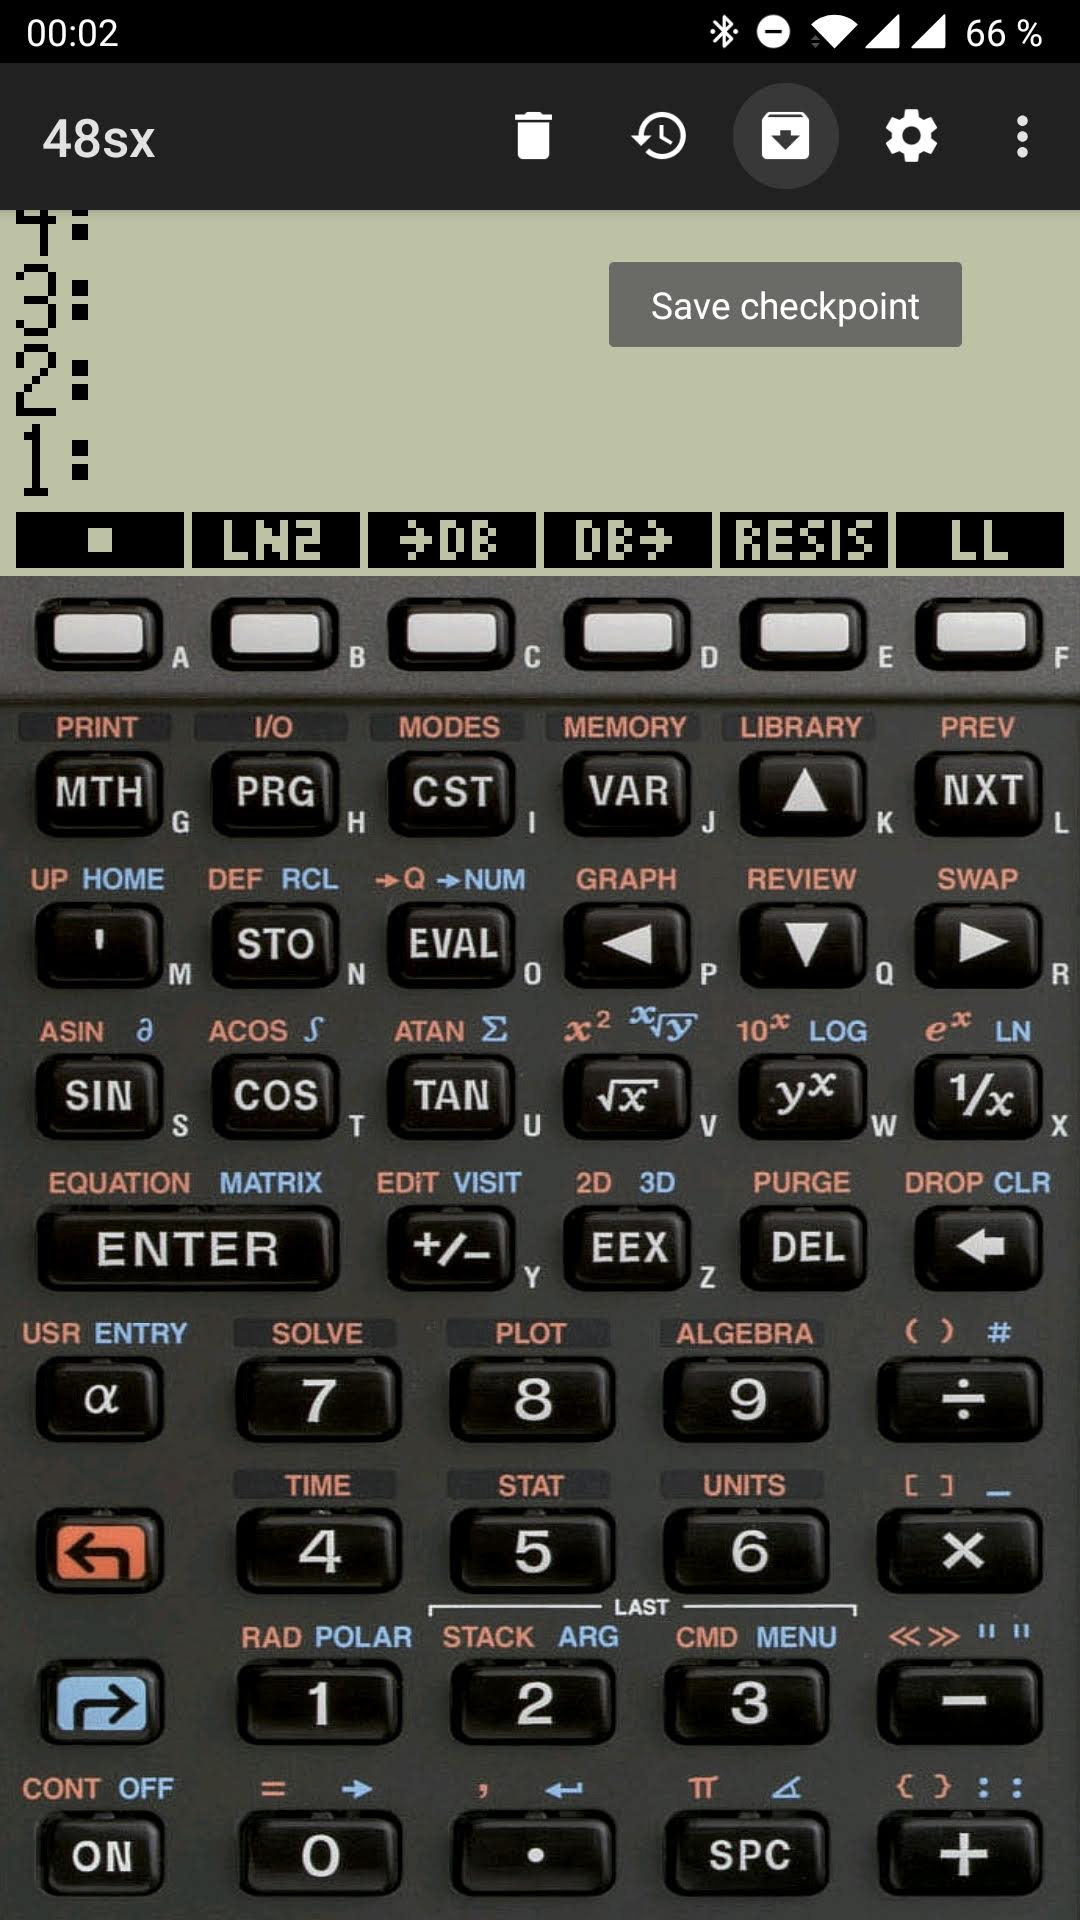 00:02 66 %
48sx
4:
3:
Save checkpoint
2:
1:
■ LN2 →DB DB→ RESIS LL
A B C D E F
PRINT I/O MODES MEMORY LIBRARY PREV
MTH PRG CST VAR ▲ NXT
G H I J K L
UP HOME DEF RCL →Q →NUM GRAPH REVIEW SWAP
' STO EVAL ◀ ▼ ▶
M N O P Q R
ASIN ∂ ACOS ∫ ATAN Σ x² ˣ√y 10ˣ LOG eˣ LN
SIN COS TAN √x yˣ 1/x
S T U V W X
EQUATION MATRIX EDIT VISIT 2D 3D PURGE DROP CLR
ENTER +/− EEX DEL ⬅
Y Z
USR ENTRY SOLVE PLOT ALGEBRA ( ) #
α 7 8 9 ÷
TIME STAT UNITS [ ] _
4 5 6 ×
LAST
RAD POLAR STACK ARG CMD MENU ≪≫ " "
1 2 3 −
CONT OFF = → , ↵ π ∡ { } : :
ON 0 . SPC +